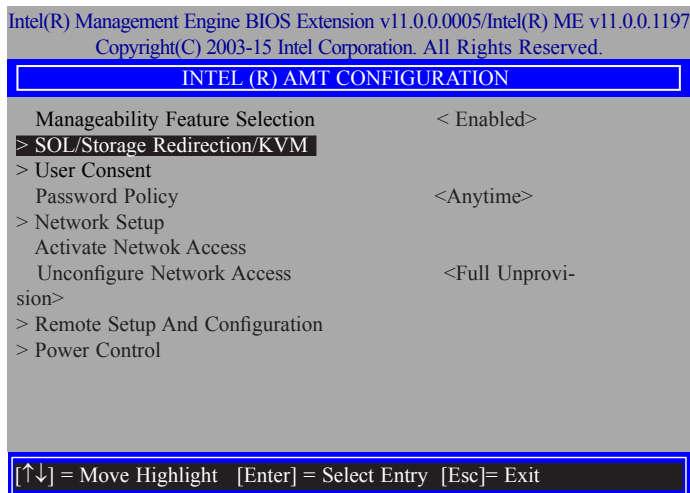 Intel(R) Management Engine BIOS Extension v11.0.0.0005/Intel(R) ME v11.0.0.1197
Copyright(C) 2003-15 Intel Corporation. All Rights Reserved.
INTEL (R) AMT CONFIGURATION
Manageability Feature Selection < Enabled>
> SOL/Storage Redirection/KVM
> User Consent
Password Policy <Anytime>
> Network Setup
Activate Netwok Access
Unconfigure Network Access <Full Unprovi-
sion>
> Remote Setup And Configuration
> Power Control
[↑↓] = Move Highlight [Enter] = Select Entry [Esc]= Exit